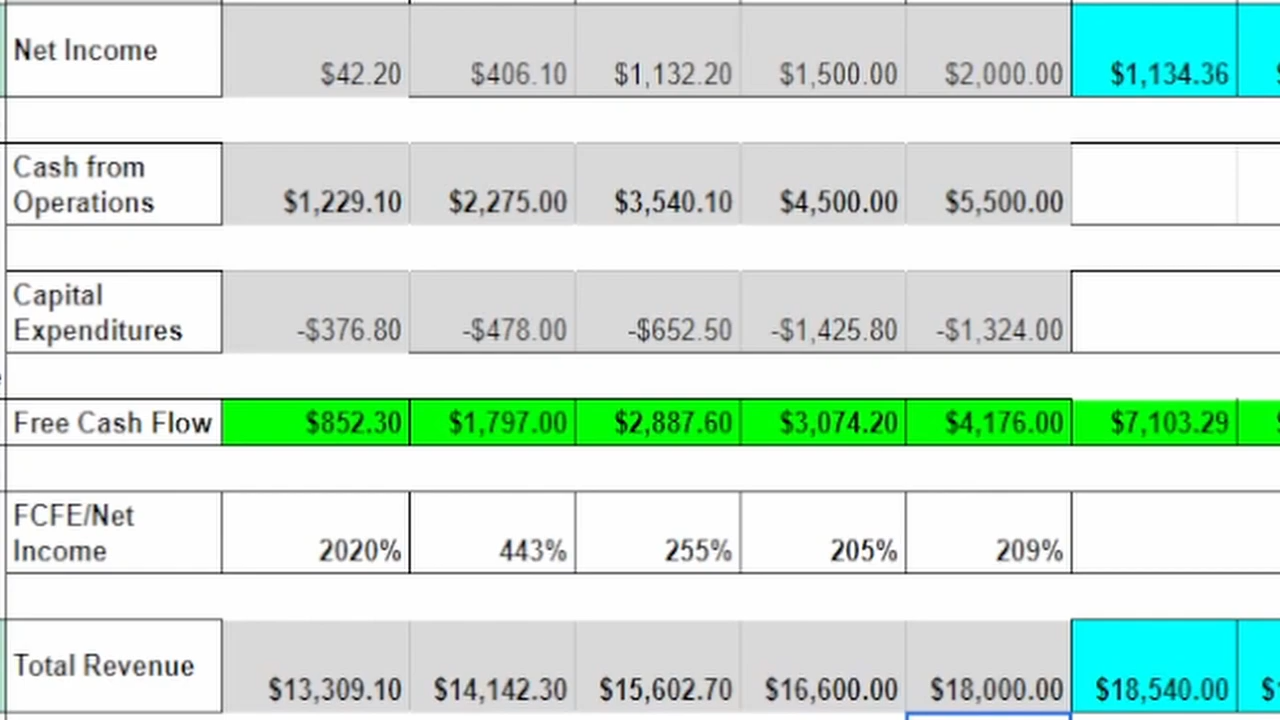 Net Income $42.20 $406.10 $1,132.20 $1,500.00 $2,000.00 $1,134.36
Cash from
Operations $1,229.10 $2,275.00 $3,540.10 $4,500.00 $5,500.00
Capital
Expenditures -$376.80 -$478.00 -$652.50 -$1,425.80 -$1,324.00
Free Cash Flow $852.30 $1,797.00 $2,887.60 $3,074.20 $4,176.00 $7,103.29
FCFE/Net
Income 2020% 443% 255% 205% 209%
Total Revenue $13,309.10 $14,142.30 $15,602.70 $16,600.00 $18,000.00 $18,540.00